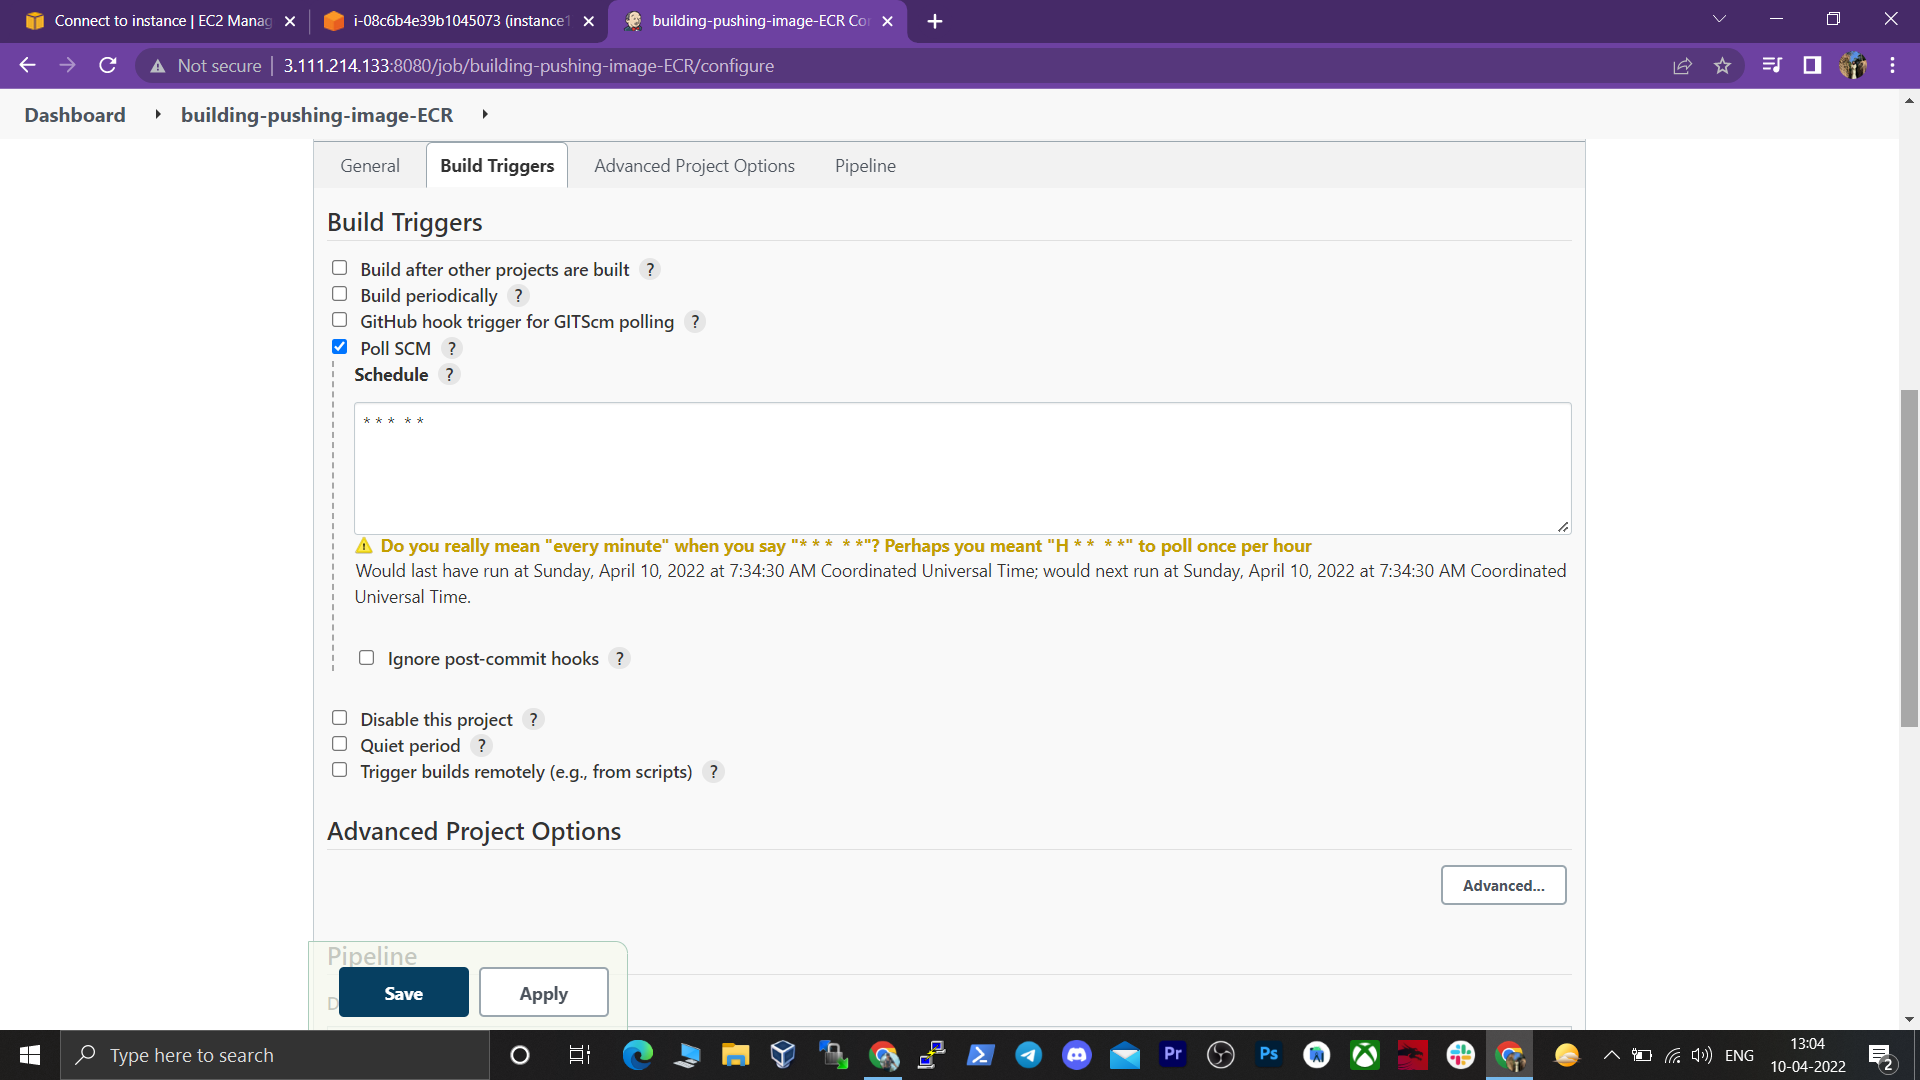 Connect to instance | EC2 Manag
i-08c6b4e39b1045073 (instance1
building-pushing-image-ECR Co
Not secure
3.111.214.133:8080/job/building-pushing-image-ECR/configure
Dashboard
building-pushing-image-ECR
General
Build Triggers
Advanced Project Options
Pipeline
Build Triggers
Build after other projects are built ?
Build periodically ?
GitHub hook trigger for GITScm polling ?
Poll SCM ?
Schedule ?
* * *  * *
Do you really mean "every minute" when you say "* * *  * *"? Perhaps you meant "H * *  * *" to poll once per hour
Would last have run at Sunday, April 10, 2022 at 7:34:30 AM Coordinated Universal Time; would next run at Sunday, April 10, 2022 at 7:34:30 AM Coordinated
Universal Time.
Ignore post-commit hooks ?
Disable this project ?
Quiet period ?
Trigger builds remotely (e.g., from scripts) ?
Advanced Project Options
Advanced...
Pipeline
D
Save
Apply
Type here to search
Pr
Ps
ENG
13:04
10-04-2022
2